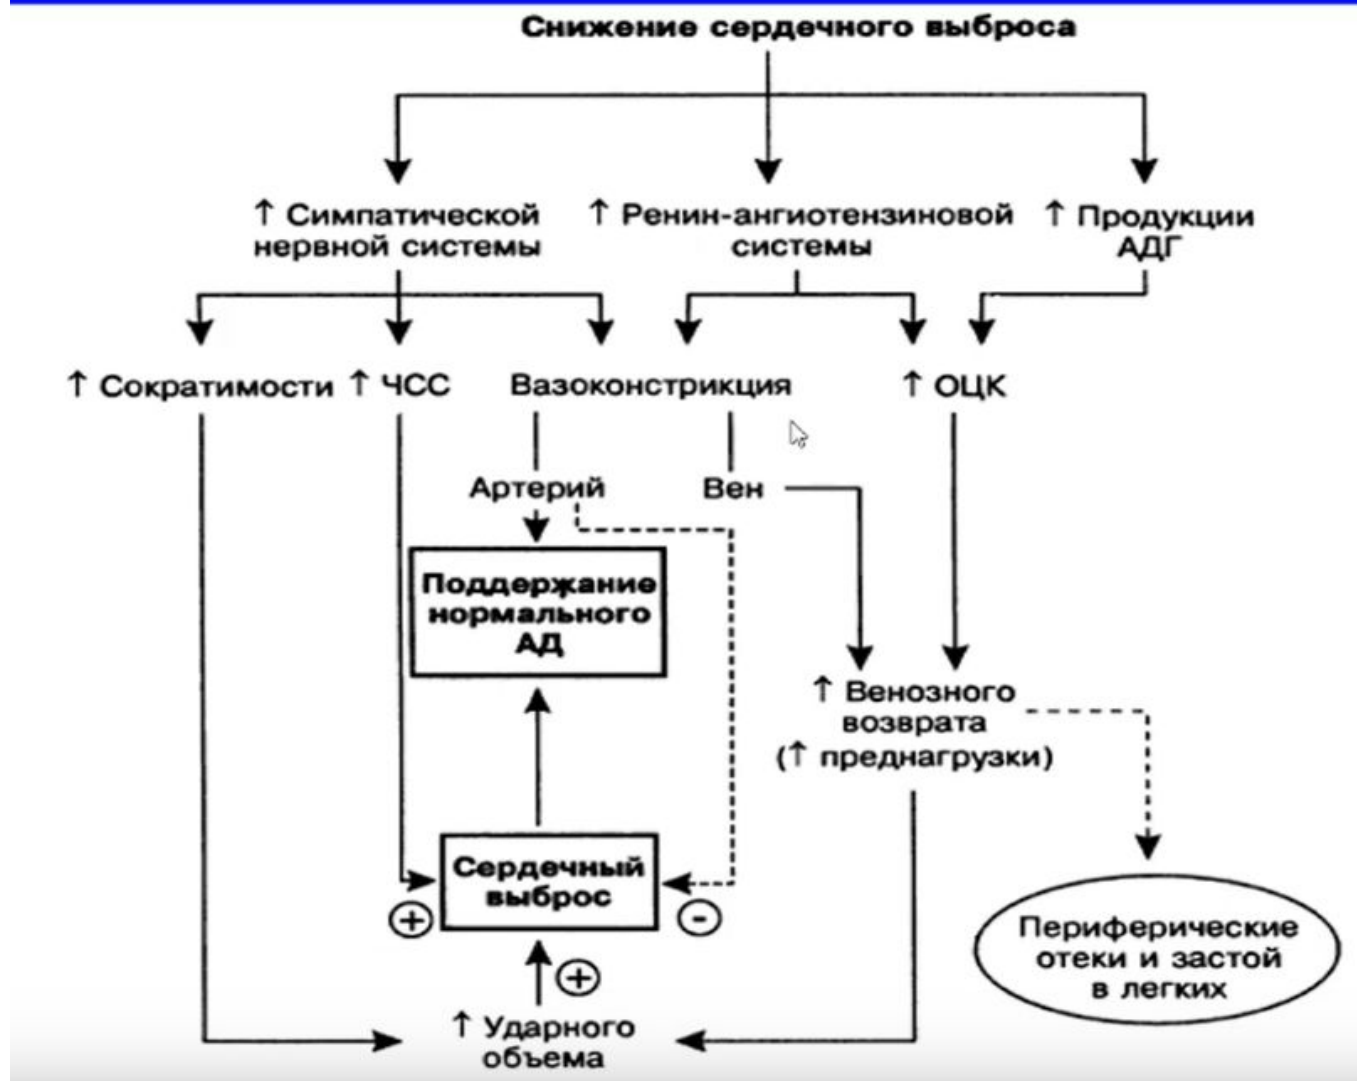 Снижение сердечного выброса
↑ Симпатической
нервной системы
↑ Ренин-ангиотензиновой
системы
↑ Продукции
АДГ
↑ Сократимости
↑ ЧСС
Вазоконстрикция
↑ ОЦК
Артерий
Вен
Поддержание
нормального
АД
↑ Венозного
возврата
(↑ преднагрузки)
Сердечный
выброс
+
-
Периферические
отеки и застой
в легких
+
↑ Ударного
объема